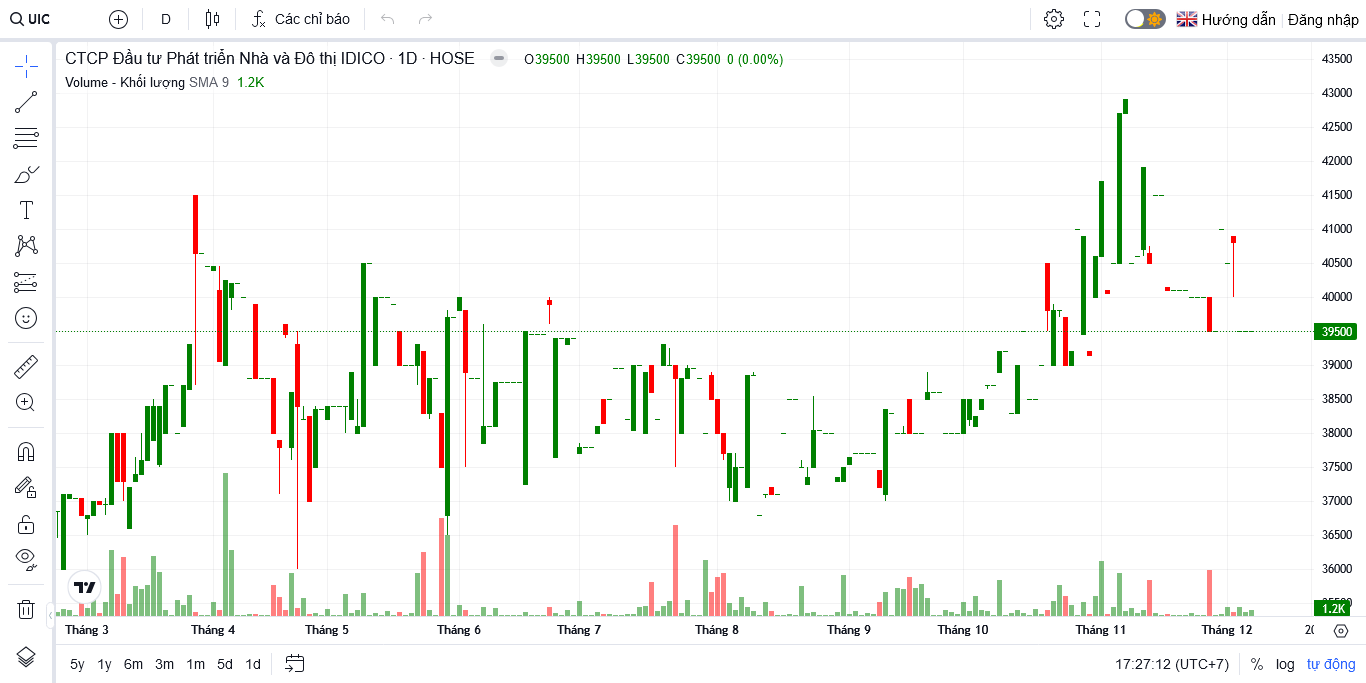 UIC D Các chỉ báo Hướng dẫn Đăng nhập
CTCP Đầu tư Phát triển Nhà và Đô thị IDICO · 1D · HOSE O39500 H39500 L39500 C39500 0 (0.00%)
Volume - Khối lượng SMA 9 1.2K
43500
43000
42500
42000
41500
41000
40500
40000
39500
39000
38500
38000
37500
37000
36500
36000
1.2K
Tháng 3 Tháng 4 Tháng 5 Tháng 6 Tháng 7 Tháng 8 Tháng 9 Tháng 10 Tháng 11 Tháng 12
5y 1y 6m 3m 1m 5d 1d 17:27:12 (UTC+7) % log tự động